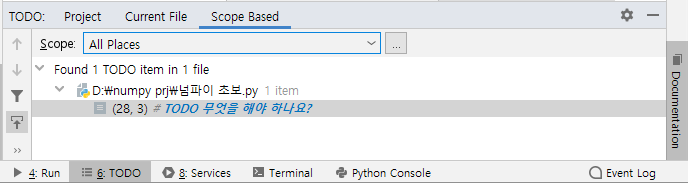 TODO: Project Current File Scope Based
Scope: All Places ...
Found 1 TODO item in 1 file
D:₩numpy prj₩넘파이 초보.py 1 item
(28, 3) # TODO 무엇을 해야 하나요?
Documentation
4: Run 6: TODO 8: Services Terminal Python Console Event Log